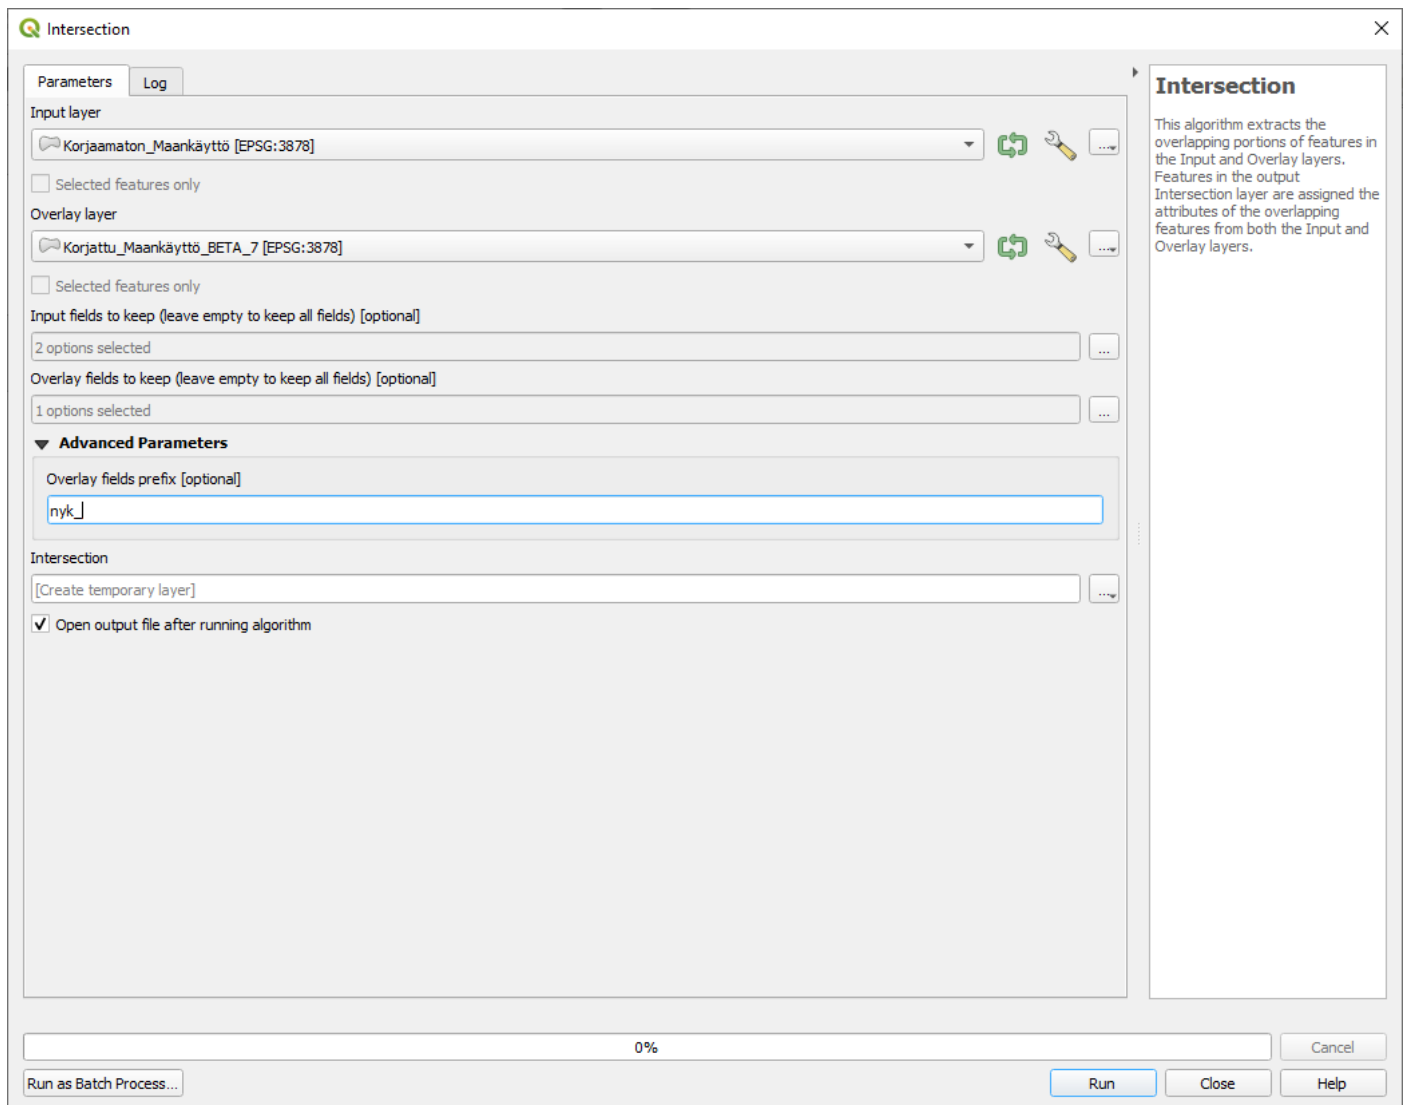 Intersection
Parameters
Log
Input layer
Korjaamaton_Maankäyttö [EPSG:3878]
...
Selected features only
Overlay layer
Korjattu_Maankäyttö_BETA_7 [EPSG:3878]
...
Selected features only
Input fields to keep (leave empty to keep all fields) [optional]
2 options selected
...
Overlay fields to keep (leave empty to keep all fields) [optional]
1 options selected
...
Advanced Parameters
Overlay fields prefix [optional]
nyk_
Intersection
[Create temporary layer]
...
Open output file after running algorithm
Intersection
This algorithm extracts the
overlapping portions of features in
the Input and Overlay layers.
Features in the output
Intersection layer are assigned the
attributes of the overlapping
features from both the Input and
Overlay layers.
0%
Cancel
Run as Batch Process...
Run
Close
Help